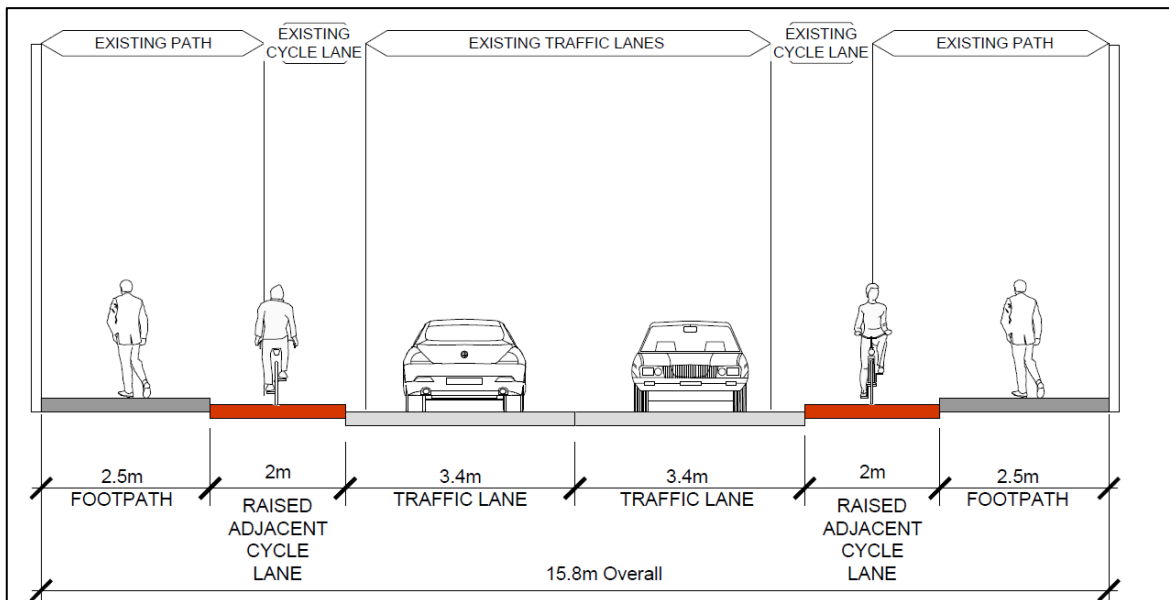 EXISTING PATH
EXISTING
CYCLE LANE
EXISTING TRAFFIC LANES
EXISTING
CYCLE LANE
EXISTING PATH
2.5m
FOOTPATH
2m
RAISED
ADJACENT
CYCLE
LANE
3.4m
TRAFFIC LANE
3.4m
TRAFFIC LANE
2m
RAISED
ADJACENT
CYCLE
LANE
2.5m
FOOTPATH
15.8m Overall